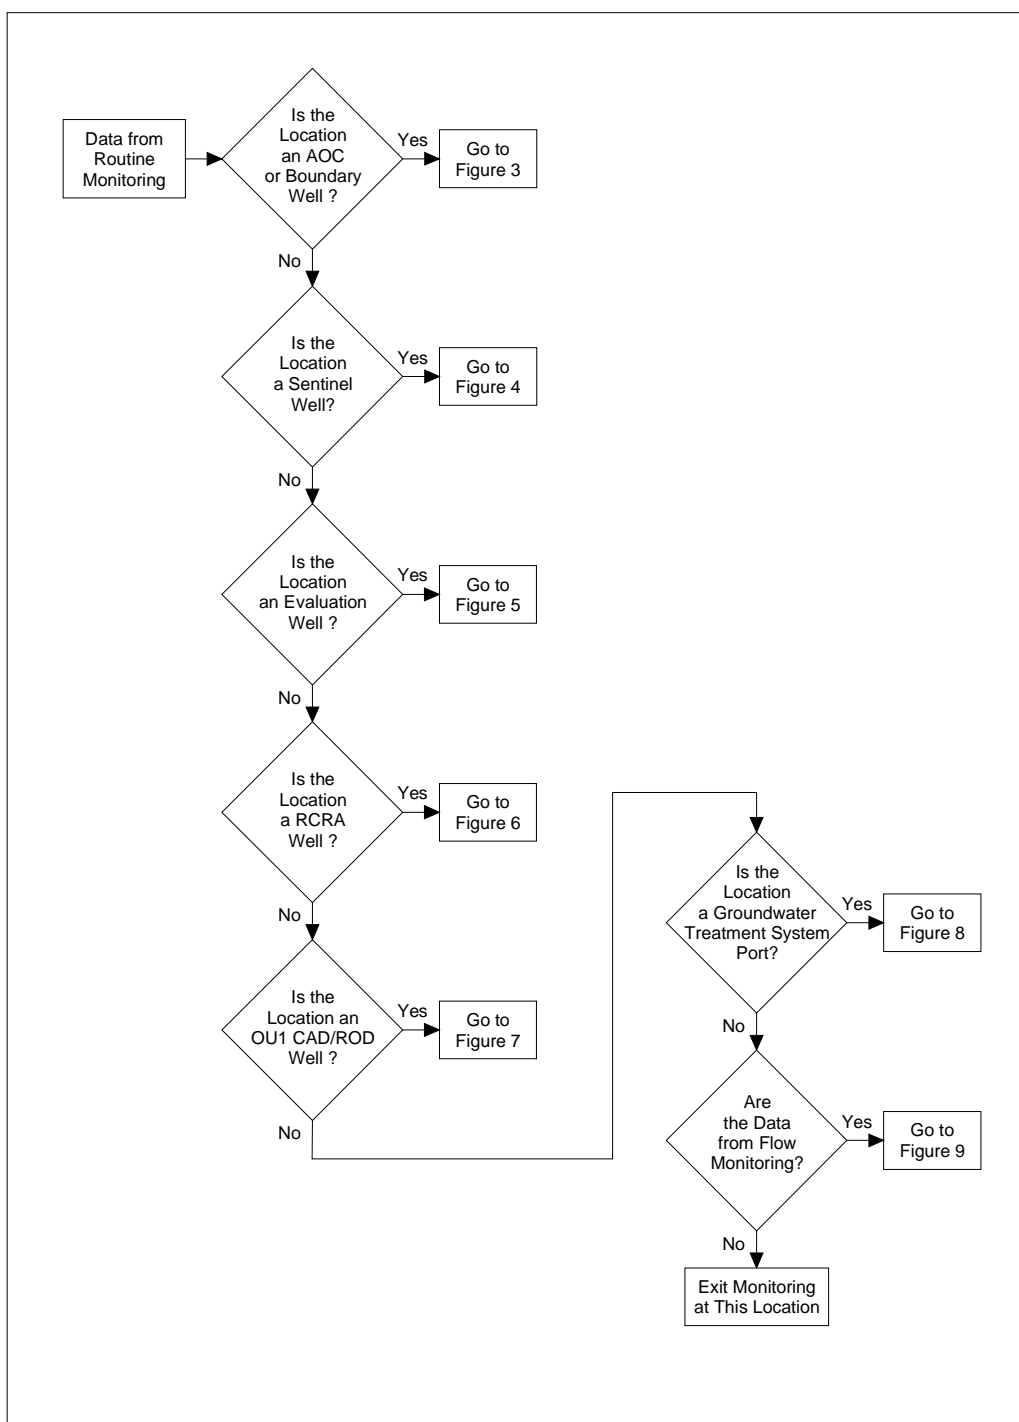 Data from
Routine
Monitoring
Is the
Location
an AOC
or Boundary
Well ?
Yes
Go to
Figure 3
No
Is the
Location
a Sentinel
Well?
Yes
Go to
Figure 4
No
Is the
Location
an Evaluation
Well ?
Yes
Go to
Figure 5
No
Is the
Location
a RCRA
Well ?
Yes
Go to
Figure 6
No
Is the
Location an
OU1 CAD/ROD
Well ?
Yes
Go to
Figure 7
No
Is the
Location
a Groundwater
Treatment System
Port?
Yes
Go to
Figure 8
No
Are
the Data
from Flow
Monitoring?
Yes
Go to
Figure 9
No
Exit Monitoring
at This Location